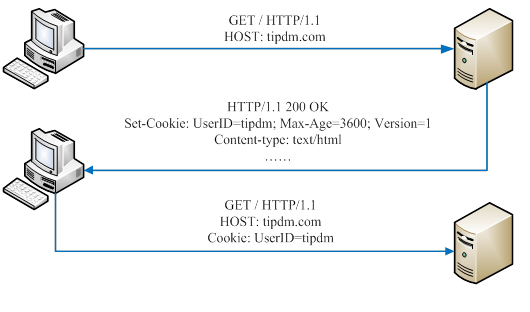 GET / HTTP/1.1
HOST: tipdm.com
HTTP/1.1 200 OK
Set-Cookie: UserID=tipdm; Max-Age=3600; Version=1
Content-type: text/html
……
GET / HTTP/1.1
HOST: tipdm.com
Cookie: UserID=tipdm